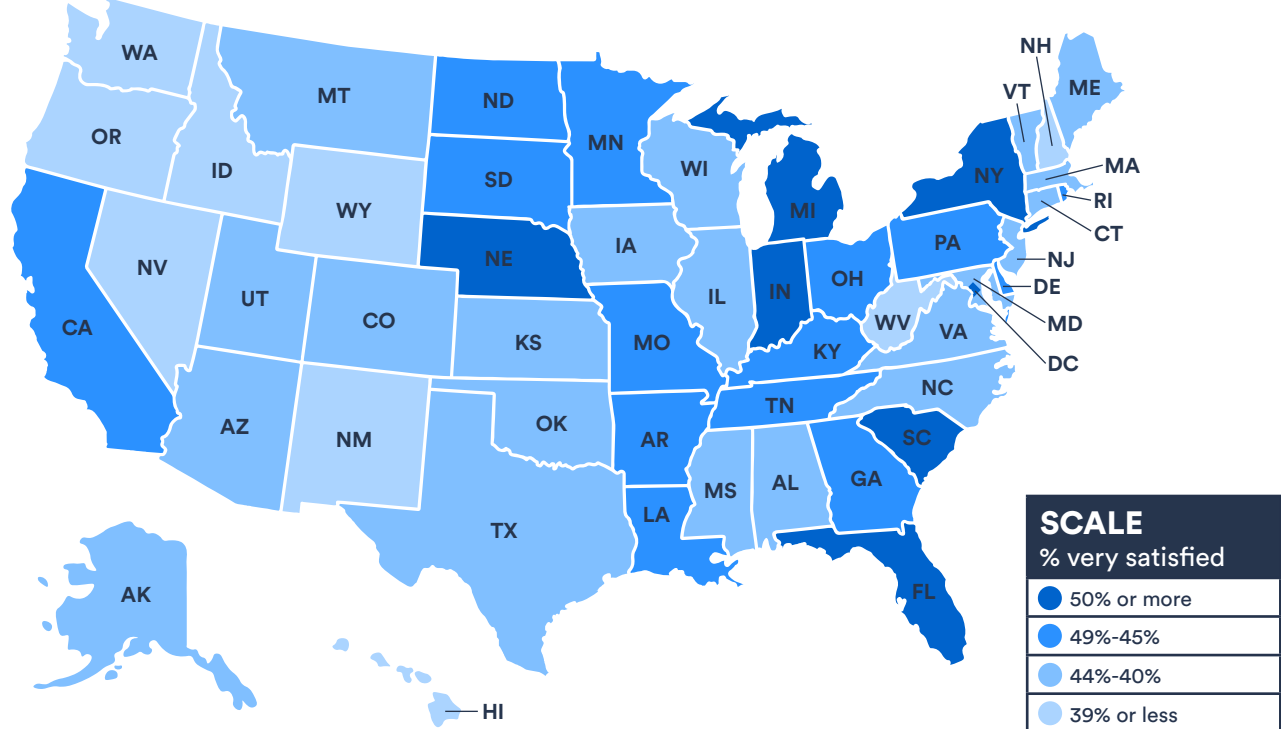 NH
WA
ME
VT
MT
ND
OR
MN
WI
MA
ID
SD
NY
RI
WY
MI
CT
PA
IA
NE
NJ
NV
OH
DE
UT
IL
IN
CO
WV
MD
CA
VA
KS
MO
KY
DC
NC
TN
AZ
OK
NM
AR
SC
GA
MS
AL
LA
TX
AK
FL
HI
SCALE
% very satisfied
50% or more
49%-45%
44%-40%
39% or less